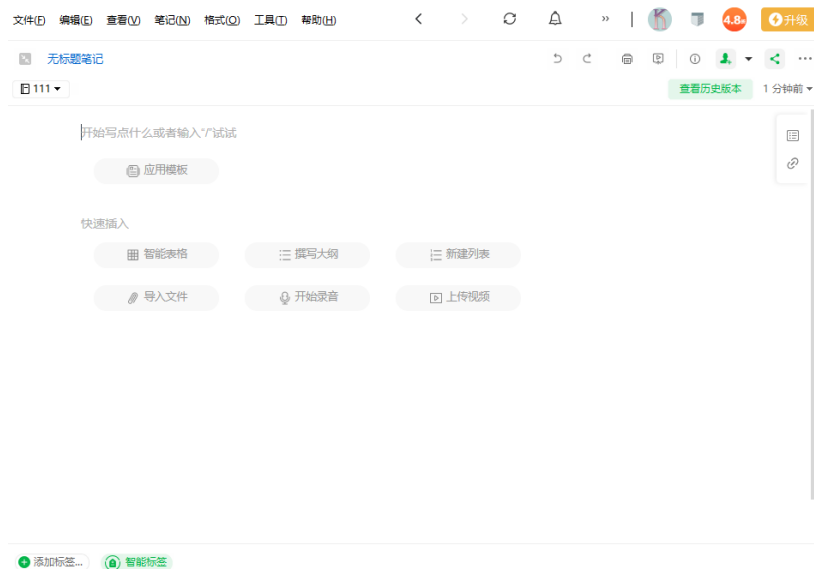 文件(F) 编辑(E) 查看(V) 笔记(N) 格式(O) 工具(T) 帮助(H) 4.8 升级
无标题笔记
111 查看历史版本 1 分钟前
开始写点什么或者输入“/”试试
应用模板
快速插入
智能表格 撰写大纲 新建列表
导入文件 开始录音 上传视频
添加标签... 智能标签